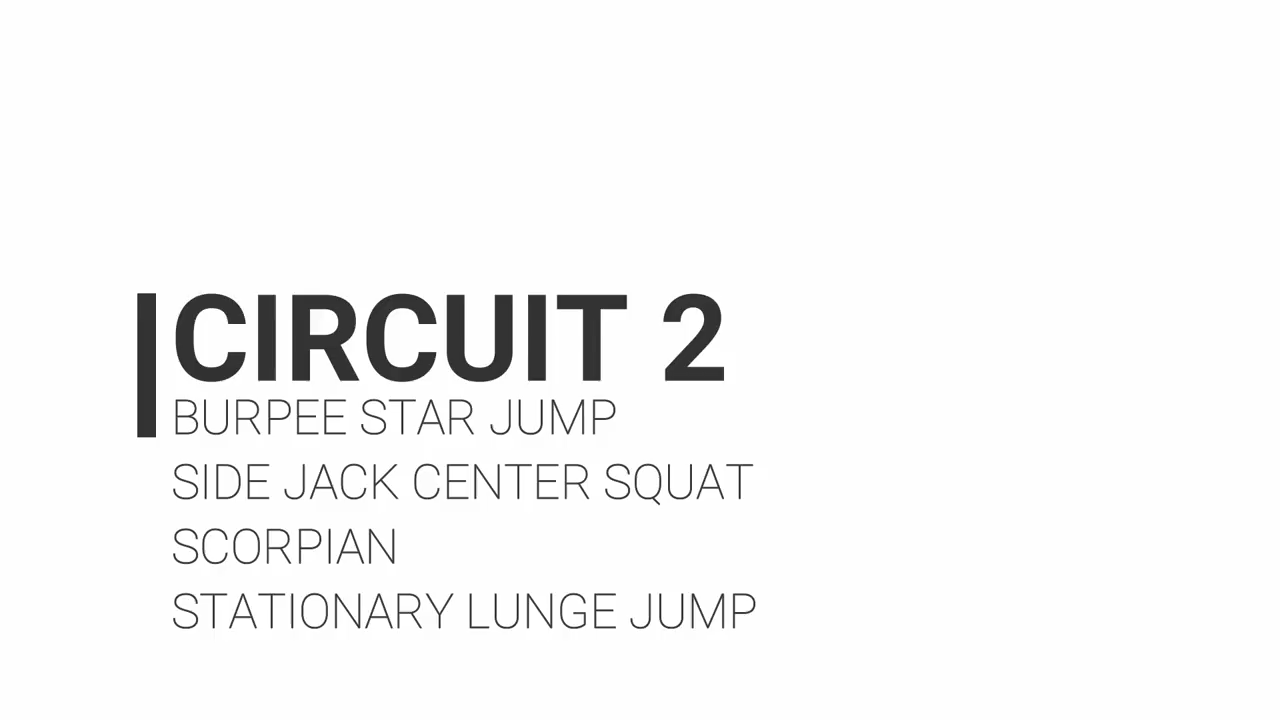 CIRCUIT 2
BURPEE STAR JUMP
SIDE JACK CENTER SQUAT
SCORPIAN
STATIONARY LUNGE JUMP